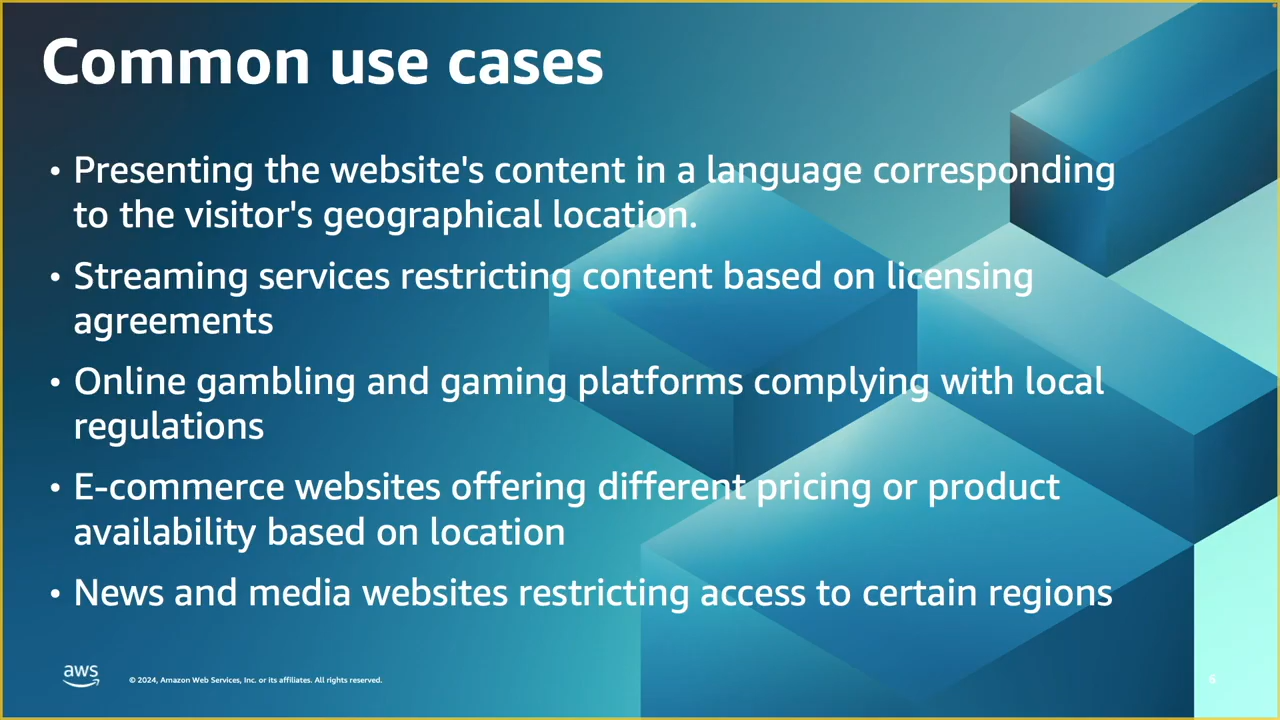 Common use cases
• Presenting the website's content in a language corresponding
to the visitor's geographical location.
• Streaming services restricting content based on licensing
agreements
• Online gambling and gaming platforms complying with local
regulations
• E-commerce websites offering different pricing or product
availability based on location
• News and media websites restricting access to certain regions
aws
© 2024, Amazon Web Services, Inc. or its affiliates. All rights reserved.
6